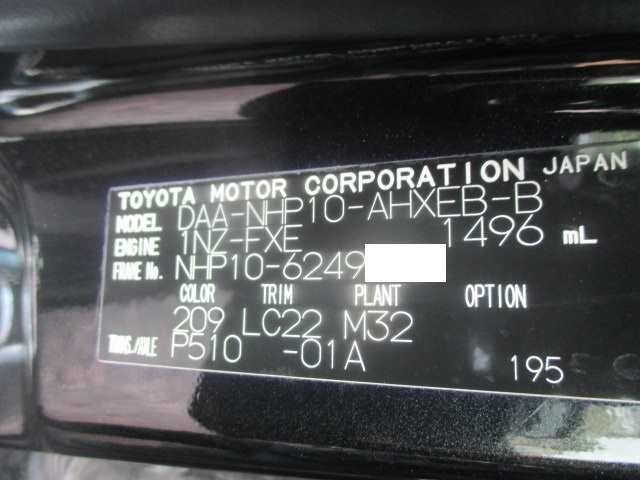 TOYOTA MOTOR CORPORATION JAPAN
MODEL DAA-NHP10-AHXEB-B
ENGINE 1NZ-FXE 1496 mL
FRAME No. NHP10-6249
COLOR TRIM PLANT OPTION
209 LC22 M32
TRANS./AXLE P510 -01A
195